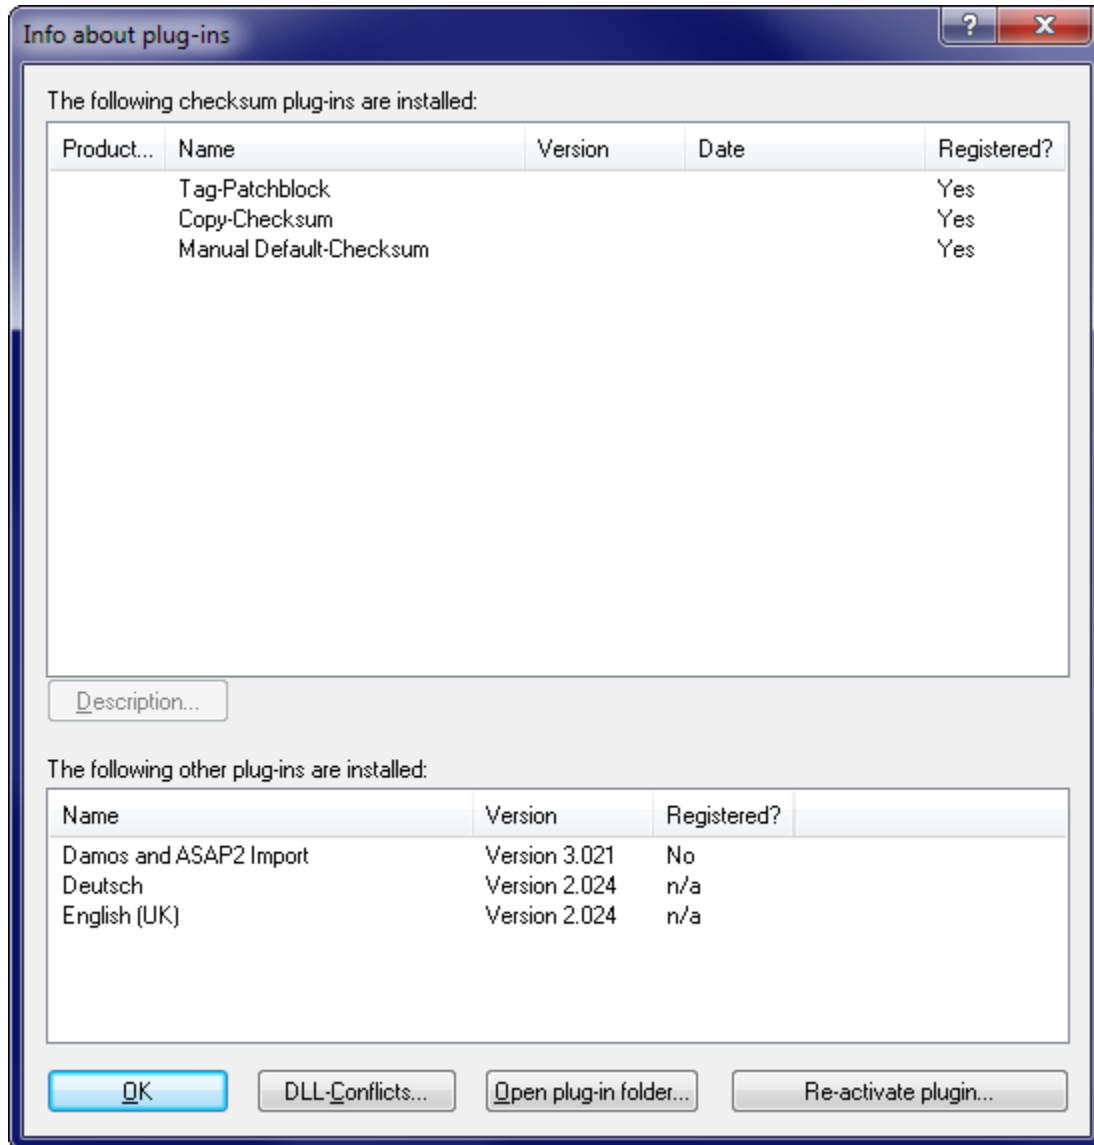 Info about plug-ins
The following checksum plug-ins are installed:
Product... Name Version Date Registered?
Tag-Patchblock Yes
Copy-Checksum Yes
Manual Default-Checksum Yes
Description...
The following other plug-ins are installed:
Name Version Registered?
Damos and ASAP2 Import Version 3.021 No
Deutsch Version 2.024 n/a
English (UK) Version 2.024 n/a
OK DLL-Conflicts... Open plug-in folder... Re-activate plugin...